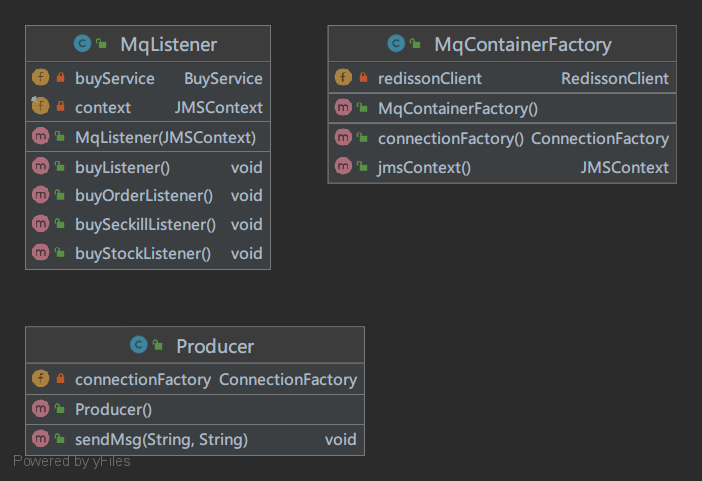 MqListener
buyService BuyService
context JMSContext
MqListener(JMSContext)
buyListener() void
buyOrderListener() void
buySeckillListener() void
buyStockListener() void
MqContainerFactory
redissonClient RedissonClient
MqContainerFactory()
connectionFactory() ConnectionFactory
jmsContext() JMSContext
Producer
connectionFactory ConnectionFactory
Producer()
sendMsg(String, String) void
Powered by yFiles